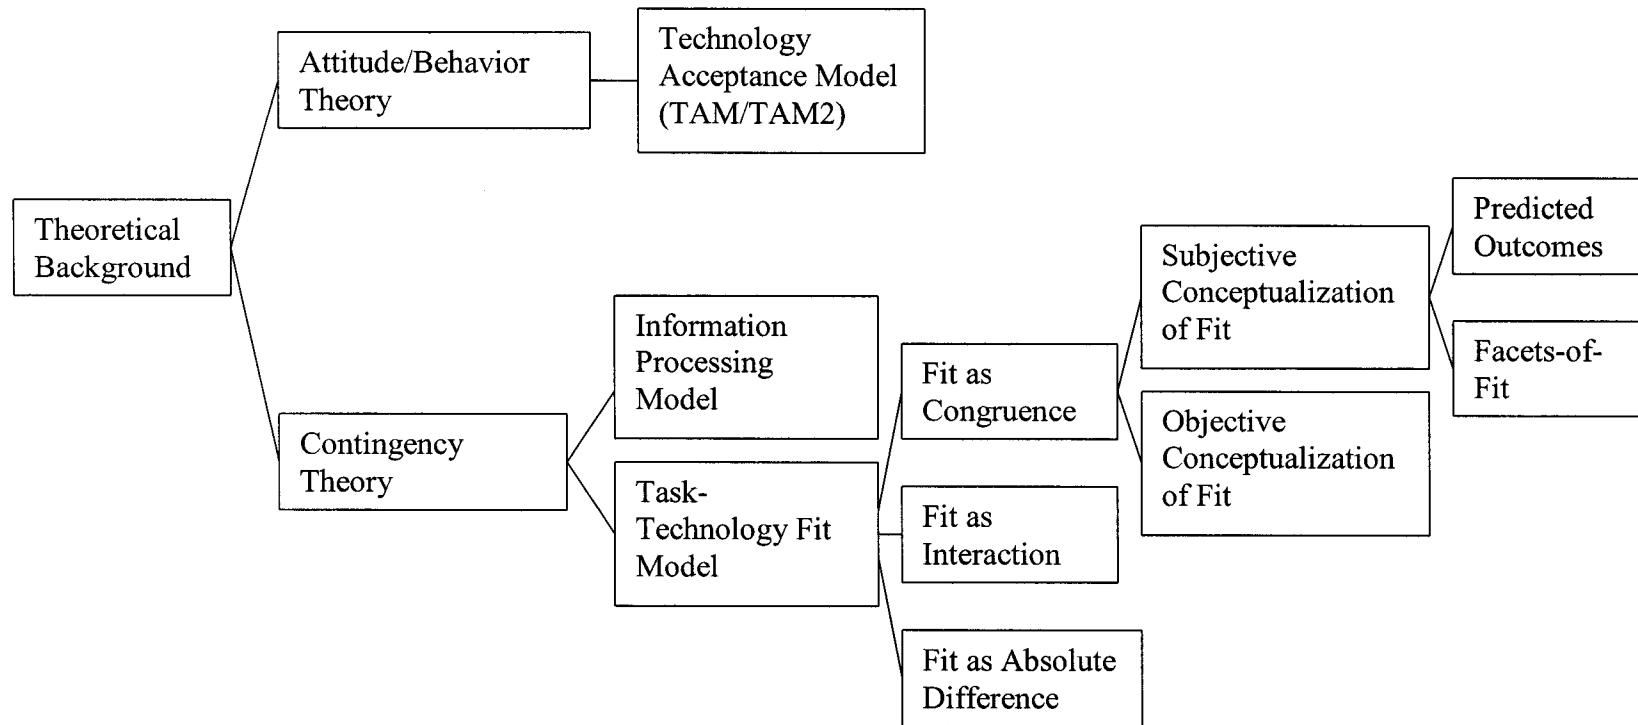 Theoretical
Background
Attitude/Behavior
Theory
Technology
Acceptance Model
(TAM/TAM2)
Contingency
Theory
Information
Processing
Model
Task-
Technology Fit
Model
Fit as
Congruence
Fit as
Interaction
Fit as Absolute
Difference
Subjective
Conceptualization
of Fit
Objective
Conceptualization
of Fit
Predicted
Outcomes
Facets-of-
Fit